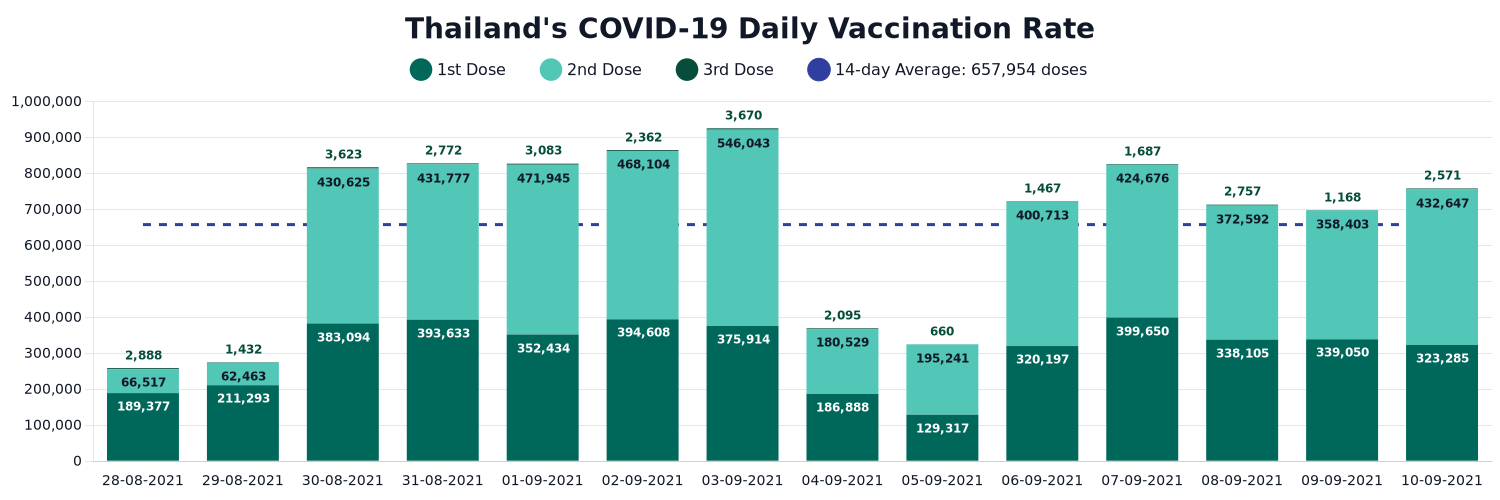 Thailand's COVID-19 Daily Vaccination Rate
1st Dose 2nd Dose 3rd Dose 14-day Average: 657,954 doses
1,000,000
900,000
800,000
700,000
600,000
500,000
400,000
300,000
200,000
100,000
0
2,888 1,432 3,623 2,772 3,083 2,362 3,670 2,095 660 1,467 1,687 2,757 1,168 2,571
66,517 62,463 430,625 431,777 471,945 468,104 546,043 180,529 195,241 400,713 424,676 372,592 358,403 432,647
189,377 211,293 383,094 393,633 352,434 394,608 375,914 186,888 129,317 320,197 399,650 338,105 339,050 323,285
28-08-2021 29-08-2021 30-08-2021 31-08-2021 01-09-2021 02-09-2021 03-09-2021 04-09-2021 05-09-2021 06-09-2021 07-09-2021 08-09-2021 09-09-2021 10-09-2021